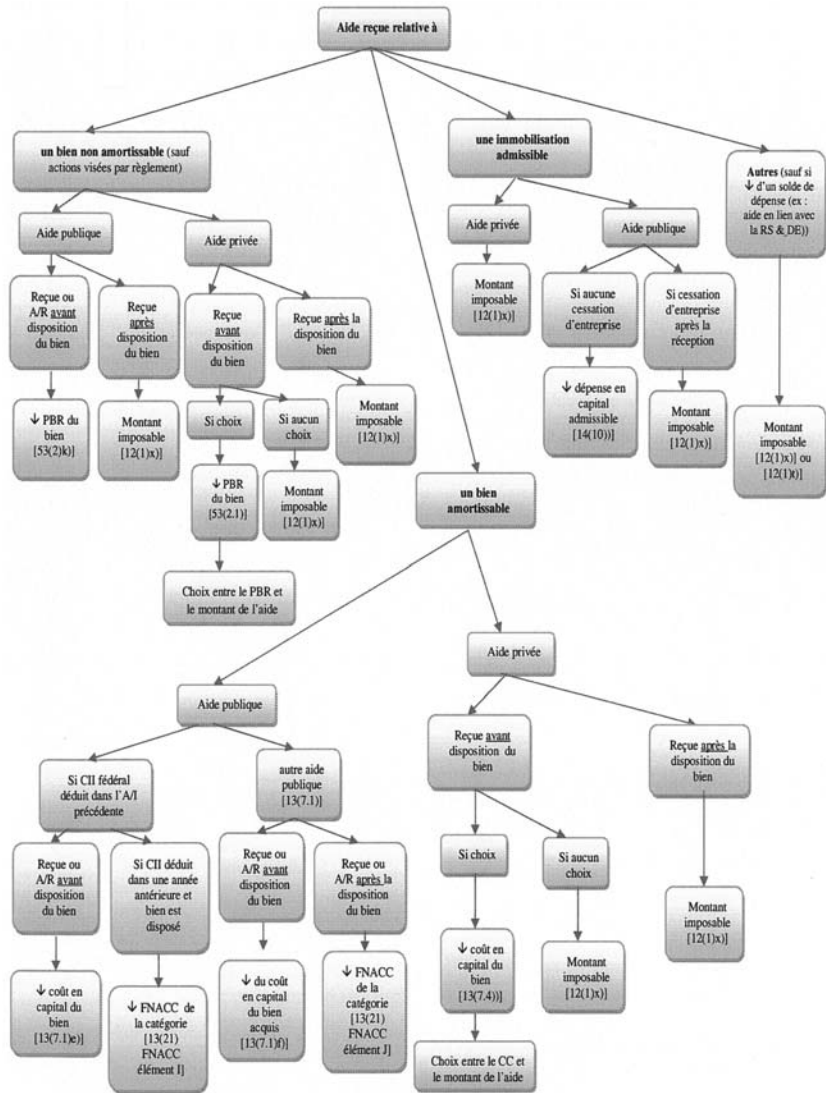 Aide reçue relative à
un bien non amortissable (sauf
actions visées par règlement)
Aide publique
Reçue ou
A/R avant
disposition
du bien
↓ PBR du
bien
[53(2)k)]
Reçue
après
disposition
du bien
Montant
imposable
[12(1)x)]
Aide privée
Reçue
avant
disposition
du bien
Si choix
↓ PBR
du bien
[53(2.1)]
Choix entre le PBR et
le montant de l'aide
Si aucun
choix
Montant
imposable
[12(1)x)]
Reçue après la
disposition du
bien
Montant
imposable
[12(1)x)]
une immobilisation
admissible
Aide privée
Montant
imposable
[12(1)x)]
Aide publique
Si aucune
cessation
d'entreprise
↓ dépense en
capital
admissible
[14(10))]
Si cessation
d'entreprise
après la
réception
Montant
imposable
[12(1)x)]
Autres (sauf si
↓ d'un solde de
dépense (ex :
aide en lien avec
la RS & DE))
Montant
imposable
[12(1)x)] ou
[12(1)t)]
un bien
amortissable
Aide publique
Si CII fédéral
déduit dans l'A/I
précédente
Reçue ou
A/R avant
disposition
du bien
↓ coût en
capital du
bien
[13(7.1)e)]
Si CII déduit
dans une année
antérieure et
bien est
disposé
↓ FNACC de
la catégorie
[13(21)
FNACC
élément I]
autre aide
publique
[13(7.1)]
Reçue ou
A/R avant
disposition
du bien
↓ du coût
en capital
du bien
acquis
[13(7.1)f)]
Reçue ou
A/R après la
disposition
du bien
↓ FNACC
de la
catégorie
[13(21)
FNACC
élément J]
Aide privée
Reçue avant
disposition du
bien
Si choix
↓ coût en
capital du
bien
[13(7.4))]
Choix entre le CC et
le montant de l'aide
Si aucun
choix
Montant
imposable
[12(1)x)]
Reçue après la
disposition du
bien
Montant
imposable
[12(1)x)]